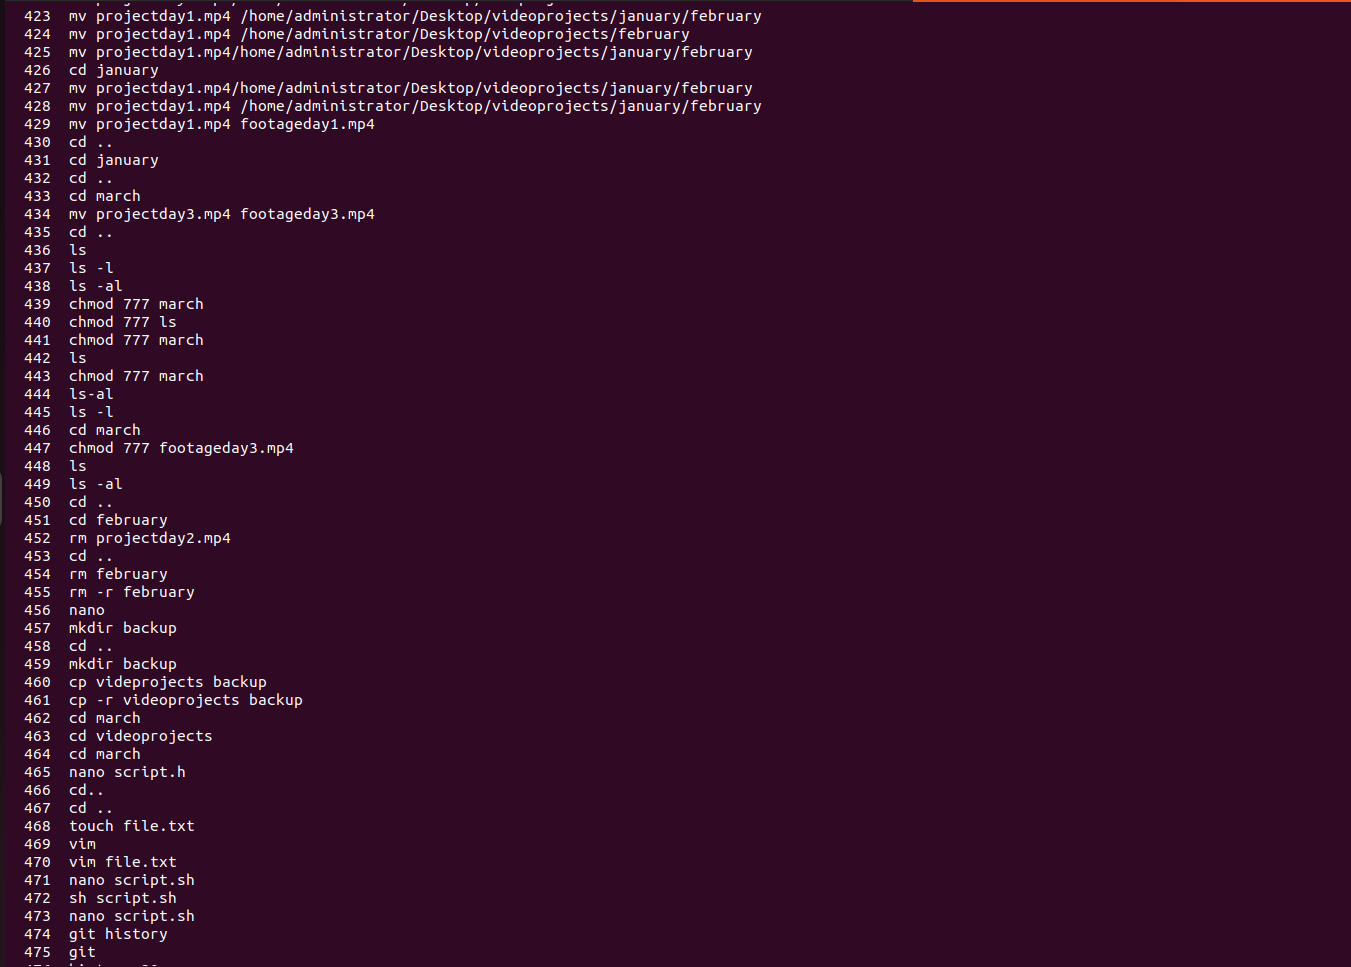 423 mv projectday1.mp4 /home/administrator/Desktop/videoprojects/january/february
424 mv projectday1.mp4 /home/administrator/Desktop/videoprojects/february
425 mv projectday1.mp4/home/administrator/Desktop/videoprojects/january/february
426 cd january
427 mv projectday1.mp4/home/administrator/Desktop/videoprojects/january/february
428 mv projectday1.mp4 /home/administrator/Desktop/videoprojects/january/february
429 mv projectday1.mp4 footageday1.mp4
430 cd ..
431 cd january
432 cd ..
433 cd march
434 mv projectday3.mp4 footageday3.mp4
435 cd ..
436 ls
437 ls -l
438 ls -al
439 chmod 777 march
440 chmod 777 ls
441 chmod 777 march
442 ls
443 chmod 777 march
444 ls-al
445 ls -l
446 cd march
447 chmod 777 footageday3.mp4
448 ls
449 ls -al
450 cd ..
451 cd february
452 rm projectday2.mp4
453 cd ..
454 rm february
455 rm -r february
456 nano
457 mkdir backup
458 cd ..
459 mkdir backup
460 cp videprojects backup
461 cp -r videoprojects backup
462 cd march
463 cd videoprojects
464 cd march
465 nano script.h
466 cd..
467 cd ..
468 touch file.txt
469 vim
470 vim file.txt
471 nano script.sh
472 sh script.sh
473 nano script.sh
474 git history
475 git